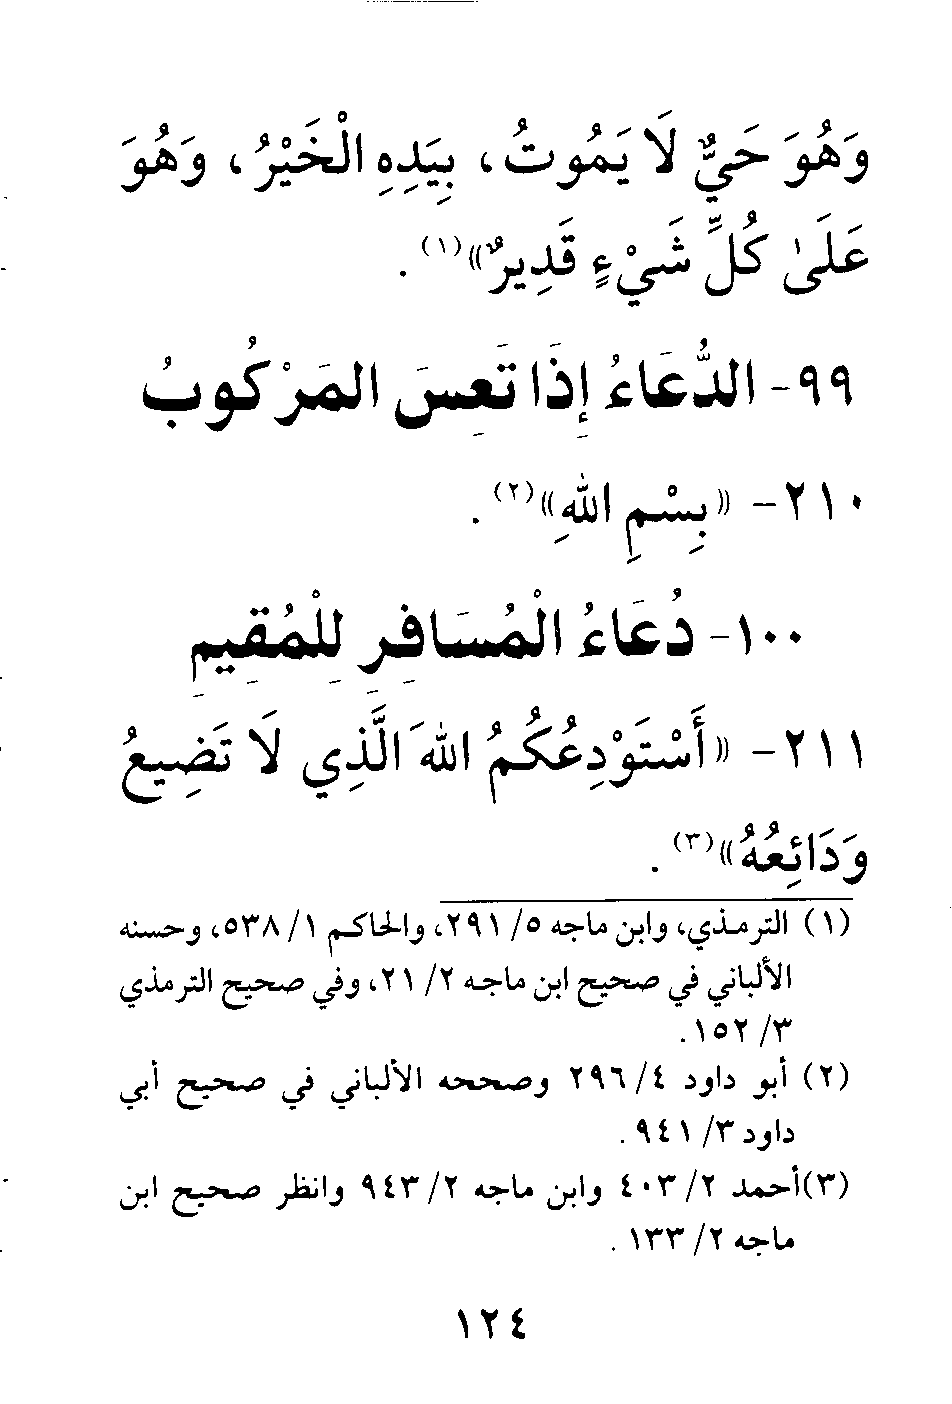 وَهُوَ حَيٌّ لَا يَمُوتُ، بِيَدِهِ الْخَيْرُ، وَهُوَ
عَلَىٰ كُلِّ شَيْءٍ قَدِيرٌ»(١).
٩٩- الدُّعَاءُ إِذَا تَعِسَ المَرْكُوبُ
٢١٠- «بِسْمِ اللهِ»(٢).
١٠٠- دُعَاءُ الْمُسَافِرِ لِلْمُقِيمِ
٢١١- «أَسْتَوْدِعُكُمُ اللهَ الَّذِي لَا تَضِيعُ
وَدَائِعُهُ»(٣).
(١) الترمذي، وابن ماجه ٥/ ٢٩١، والحاكم ١/ ٥٣٨، وحسنه
الألباني في صحيح ابن ماجه ٢/ ٢١، وفي صحيح الترمذي
٣/ ١٥٢.
(٢) أبو داود ٤/ ٢٩٦ وصححه الألباني في صحيح أبي
داود ٣/ ٩٤١.
(٣)أحمد ٢/ ٤٠٣ وابن ماجه ٢/ ٩٤٣ وانظر صحيح ابن
ماجه ٢/ ١٣٣.
١٢٤